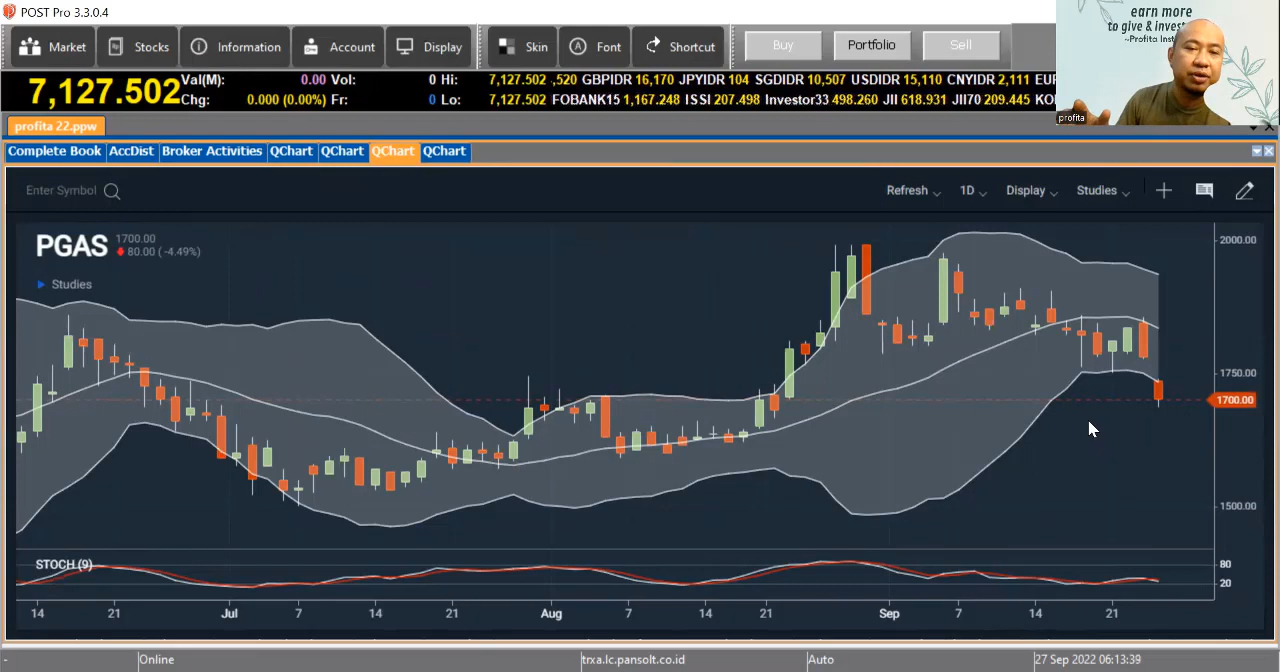 POST Pro 3.3.0.4
Market Stocks Information Account Display Skin Font Shortcut Buy Portfolio Sell
earn more
to give & invest
~Profita Inst
7,127.502 Val(M): 0.00 Vol: 0 Hi: 7,127.502 .,520 GBPIDR 16,170 JPYIDR 104 SGDIDR 10,507 USDIDR 15,110 CNYIDR 2,111 EUF
Chg: 0.000 (0.00%) Fr: 0 Lo: 7,127.502 FOBANK15 1,167.248 ISSI 207.498 Investor33 498.260 JII 618.931 JII70 209.445 KO
profita
profita 22.ppw
Complete Book AccDist Broker Activities QChart QChart QChart QChart
Enter Symbol Refresh 1D Display Studies
PGAS 1700.00
80.00 (-4.49%)
Studies
2000.00
1750.00
1700.00
1500.00
STOCH (9)
80
20
14 21 Jul 7 14 21 Aug 7 14 21 Sep 7 14 21
- Online trxa.lc.pansolt.co.id Auto 27 Sep 2022 06:13:39